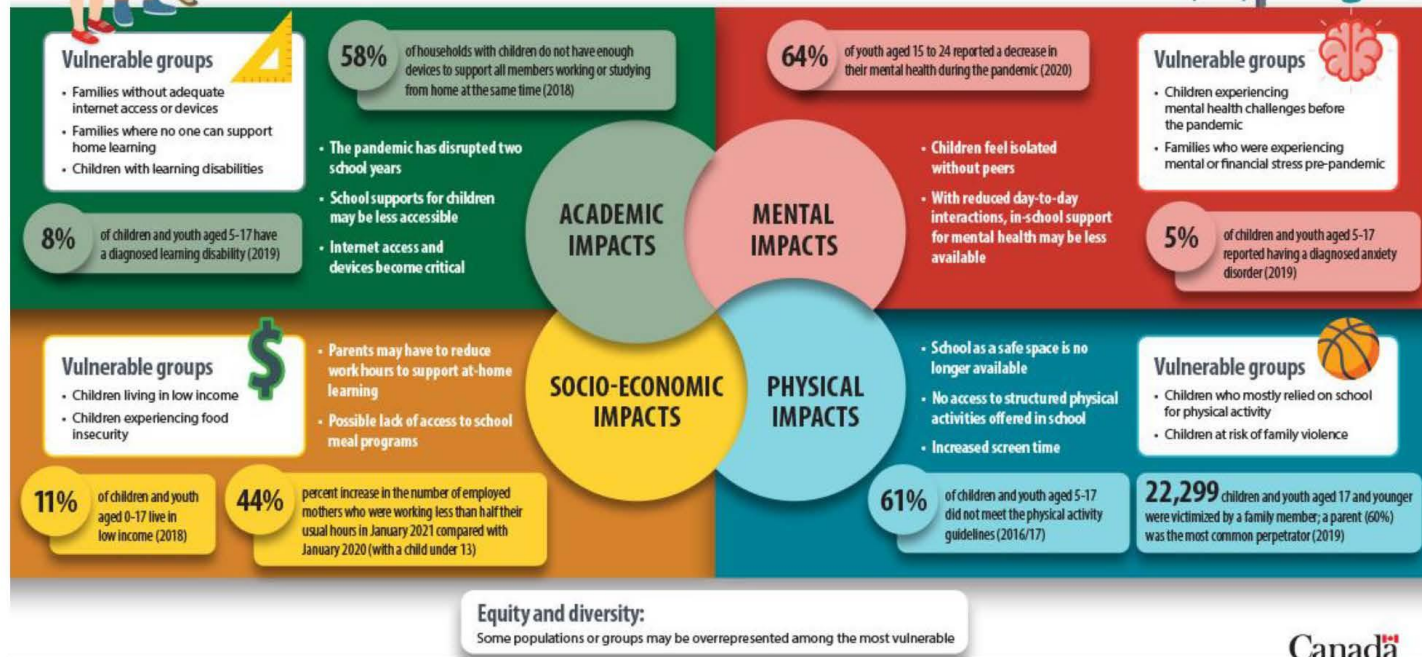 Vulnerable groups
• Families without adequate
internet access or devices
• Families where no one can support
home learning
• Children with learning disabilities
8%
of children and youth aged 5-17 have
a diagnosed learning disability (2019)
58%
of households with children do not have enough
devices to support all members working or studying
from home at the same time (2018)
• The pandemic has disrupted two
school years
• School supports for children
may be less accessible
• Internet access and
devices become critical
ACADEMIC
IMPACTS
MENTAL
IMPACTS
64%
of youth aged 15 to 24 reported a decrease in
their mental health during the pandemic (2020)
• Children feel isolated
without peers
• With reduced day-to-day
interactions, in-school support
for mental health may be less
available
Vulnerable groups
• Children experiencing
mental health challenges before
the pandemic
• Families who were experiencing
mental or financial stress pre-pandemic
5%
of children and youth aged 5-17
reported having a diagnosed anxiety
disorder (2019)
Vulnerable groups
• Children living in low income
• Children experiencing food
insecurity
• Parents may have to reduce
work hours to support at-home
learning
• Possible lack of access to school
meal programs
11%
of children and youth
aged 0-17 live in
low income (2018)
44%
percent increase in the number of employed
mothers who were working less than half their
usual hours in January 2021 compared with
January 2020 (with a child under 13)
SOCIO-ECONOMIC
IMPACTS
PHYSICAL
IMPACTS
• School as a safe space is no
longer available
• No access to structured physical
activities offered in school
• Increased screen time
Vulnerable groups
• Children who mostly relied on school
for physical activity
• Children at risk of family violence
61%
of children and youth aged 5-17
did not meet the physical activity
guidelines (2016/17)
22,299 children and youth aged 17 and younger
were victimized by a family member; a parent (60%)
was the most common perpetrator (2019)
Equity and diversity:
Some populations or groups may be overrepresented among the most vulnerable
Canada